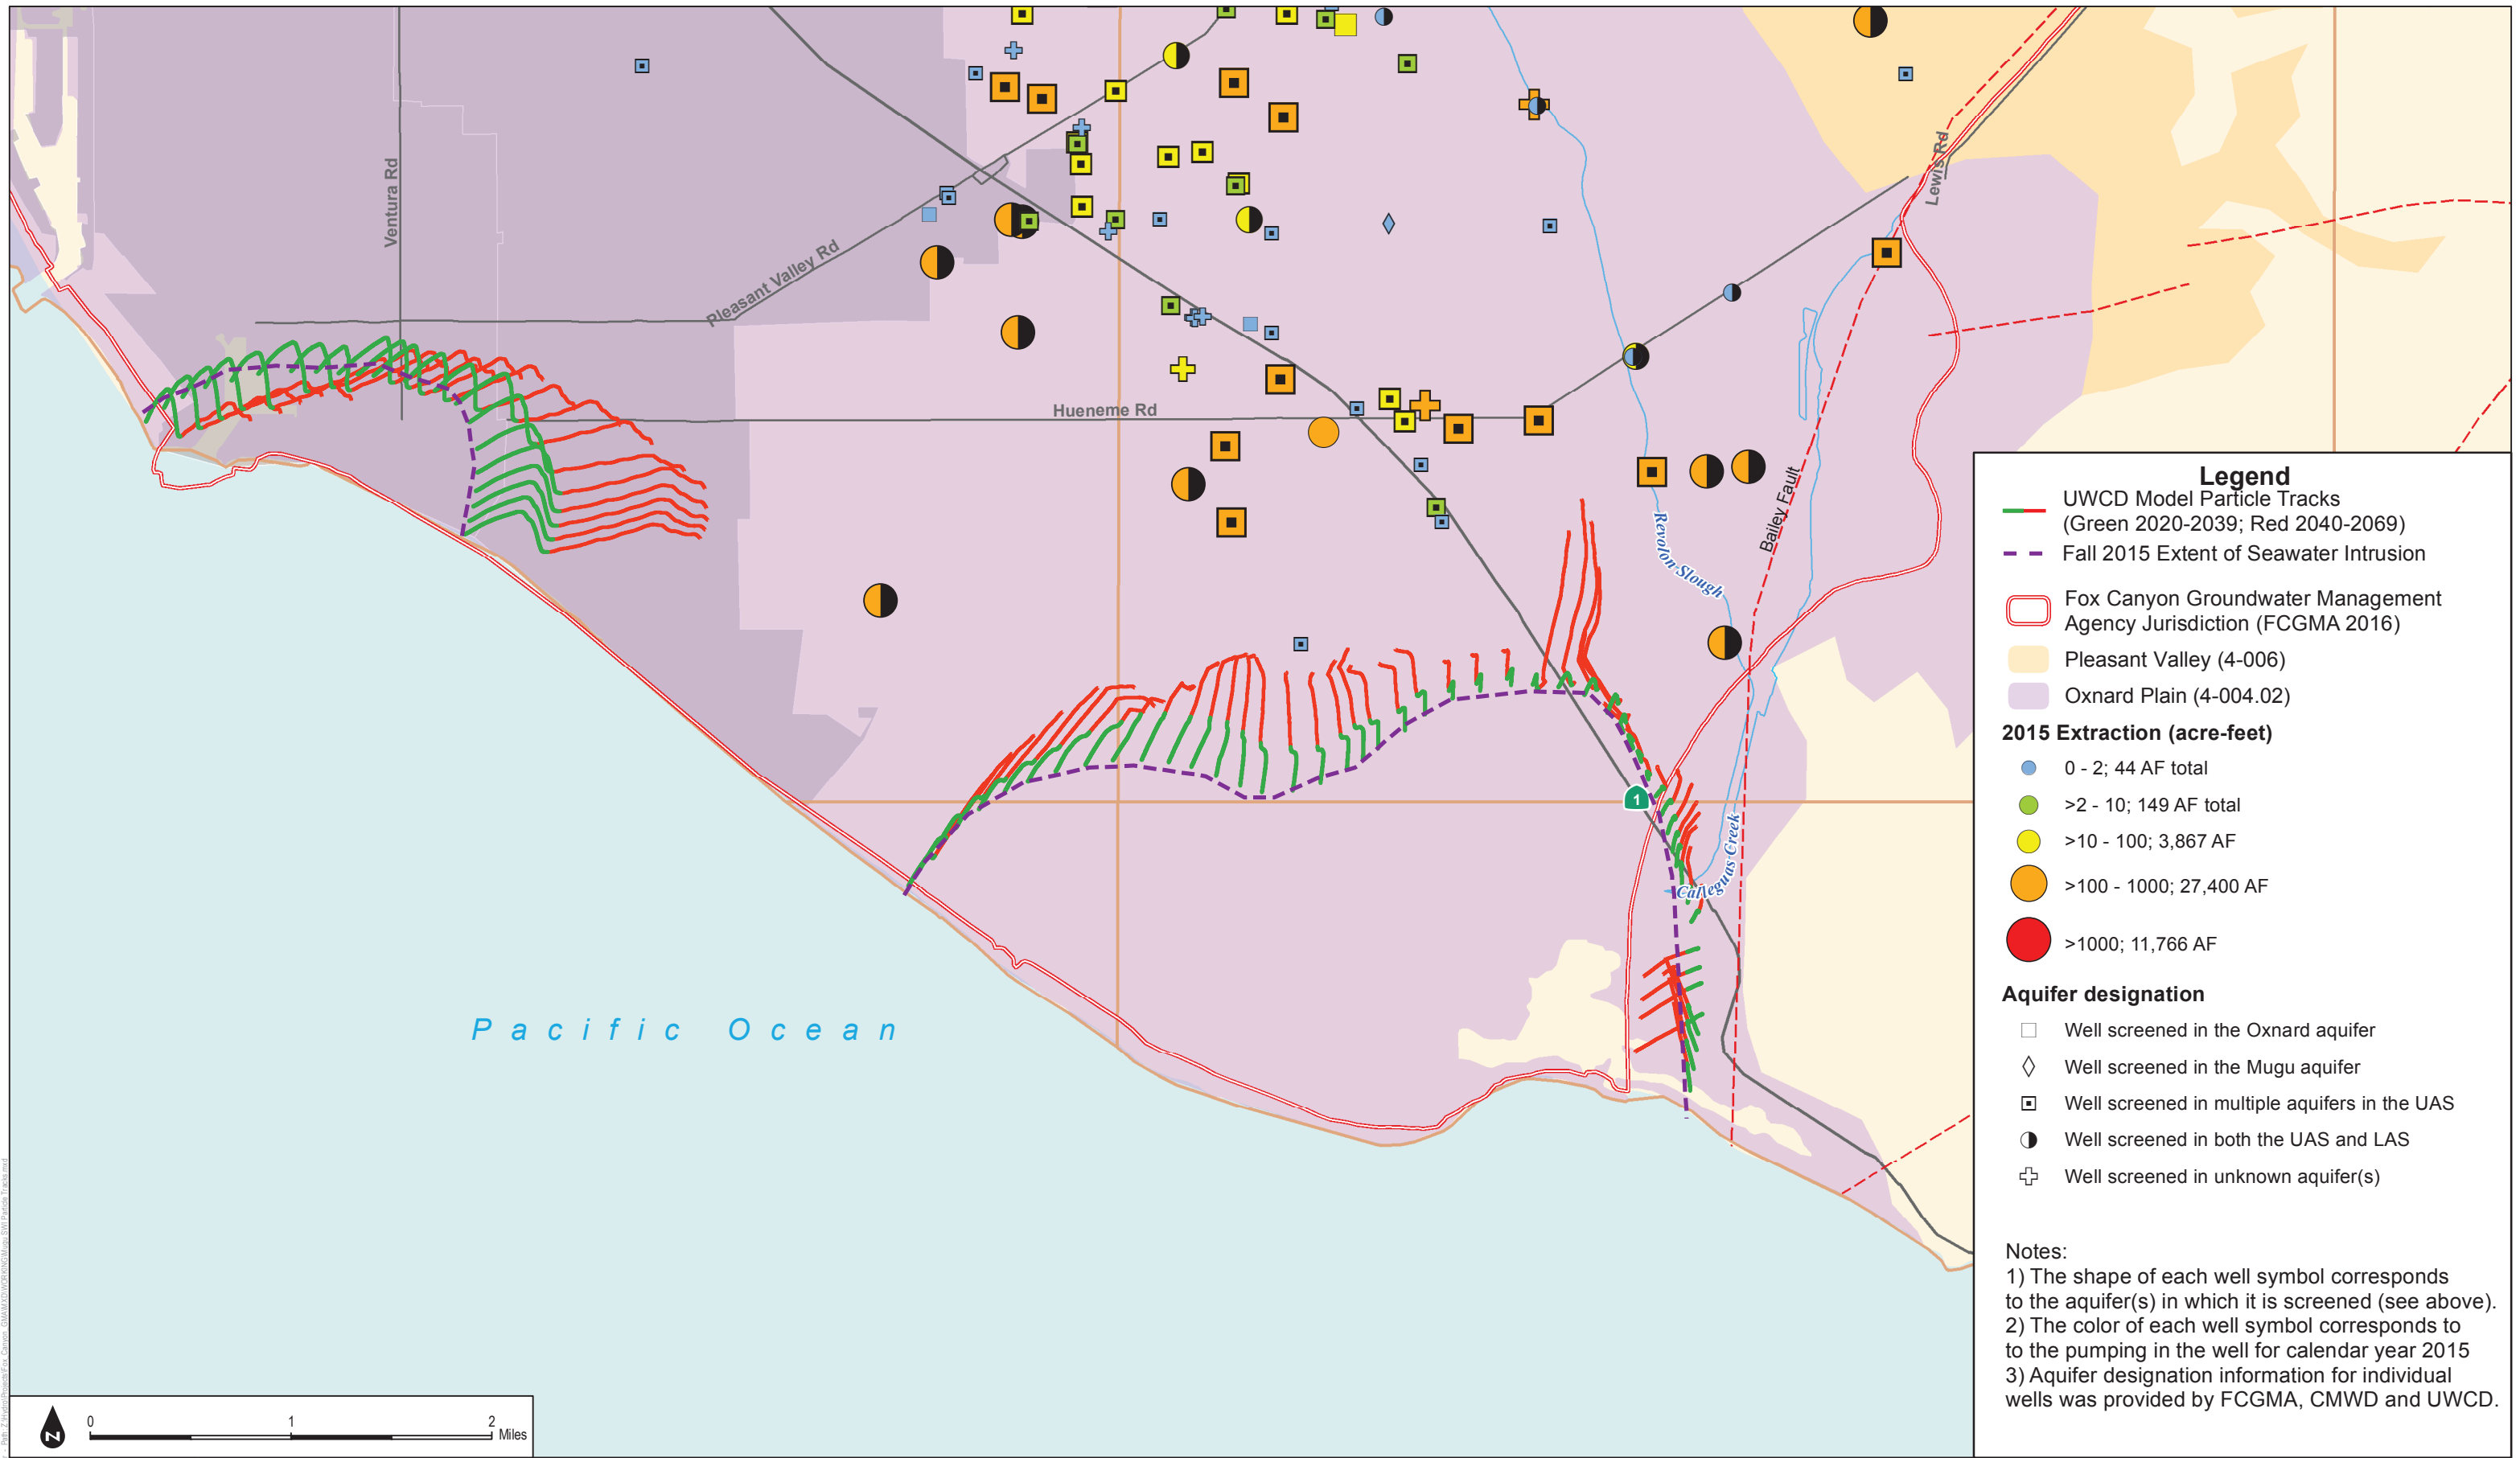 Ventura Rd
Pleasant Valley Rd
Hueneme Rd
Lewis Rd
Bailey Fault
Revolon Slough
1
Calleguas Creek
Pacific Ocean
N
0 1 2 Miles
Legend
UWCD Model Particle Tracks
(Green 2020-2039; Red 2040-2069)
Fall 2015 Extent of Seawater Intrusion
Fox Canyon Groundwater Management
Agency Jurisdiction (FCGMA 2016)
Pleasant Valley (4-006)
Oxnard Plain (4-004.02)
2015 Extraction (acre-feet)
0 - 2; 44 AF total
>2 - 10; 149 AF total
>10 - 100; 3,867 AF
>100 - 1000; 27,400 AF
>1000; 11,766 AF
Aquifer designation
Well screened in the Oxnard aquifer
Well screened in the Mugu aquifer
Well screened in multiple aquifers in the UAS
Well screened in both the UAS and LAS
Well screened in unknown aquifer(s)
Notes:
1) The shape of each well symbol corresponds
to the aquifer(s) in which it is screened (see above).
2) The color of each well symbol corresponds to
to the pumping in the well for calendar year 2015
3) Aquifer designation information for individual
wells was provided by FCGMA, CMWD and UWCD.